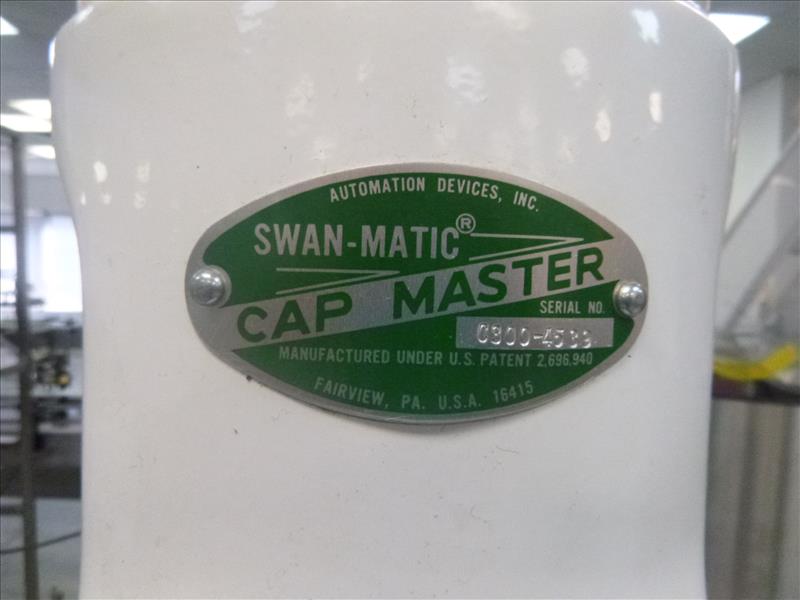 AUTOMATION DEVICES, INC.
SWAN-MATIC®
CAP MASTER
SERIAL NO.
MANUFACTURED UNDER U.S. PATENT 2,696,940
FAIRVIEW, PA. U.S.A. 16415